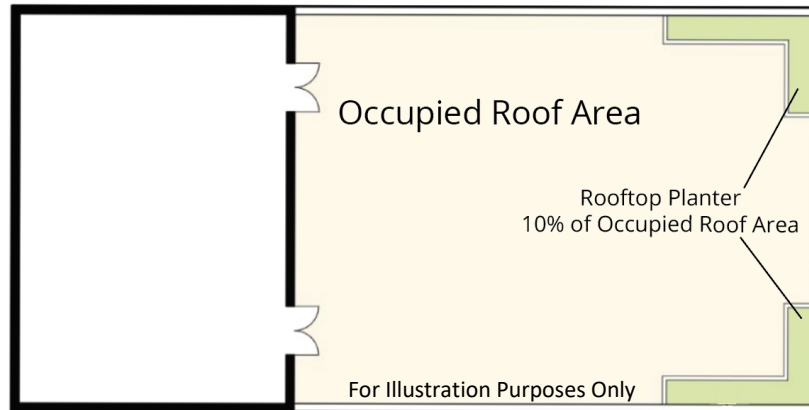 Occupied Roof Area
Rooftop Planter
10% of Occupied Roof Area
For Illustration Purposes Only